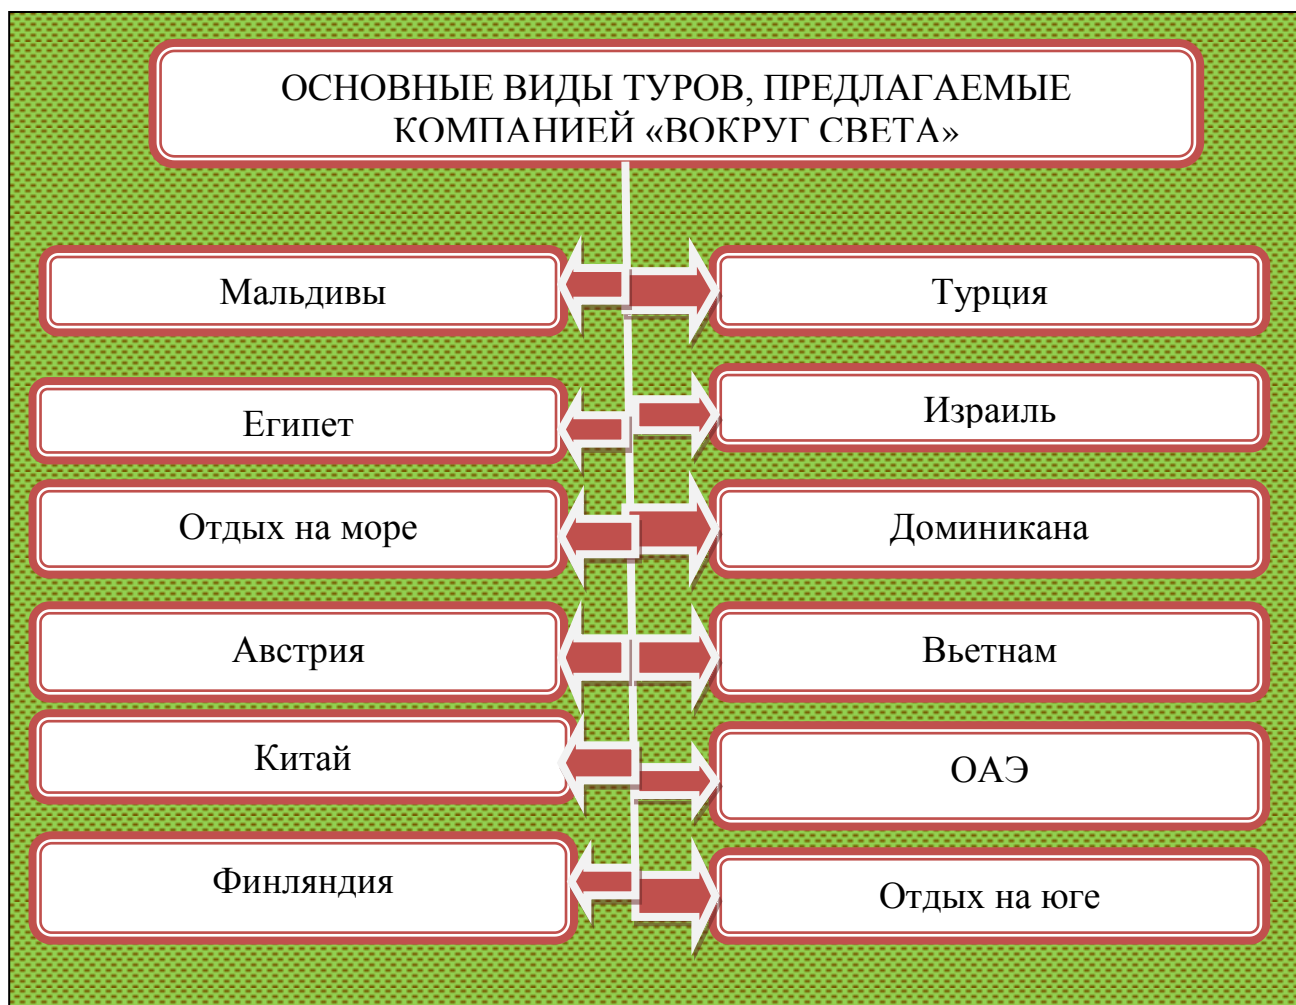 ОСНОВНЫЕ ВИДЫ ТУРОВ, ПРЕДЛАГАЕМЫЕ
КОМПАНИЕЙ «ВОКРУГ СВЕТА»
Мальдивы
Турция
Египет
Израиль
Отдых на море
Доминикана
Австрия
Вьетнам
Китай
ОАЭ
Финляндия
Отдых на юге